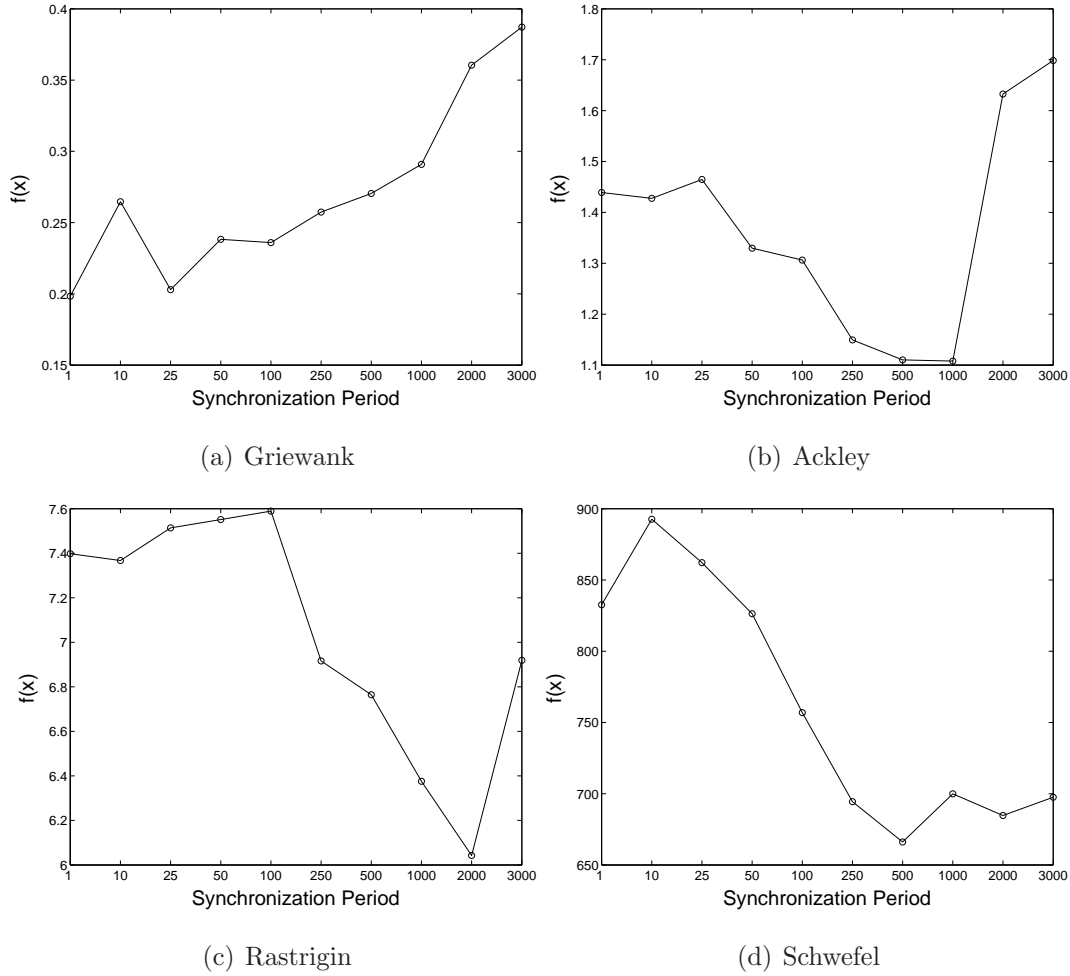 0.4
0.35
0.3
0.25
0.2
0.15
f(x)
1 10 25 50 100 250 500 1000 2000 3000
Synchronization Period
(a) Griewank
1.8
1.7
1.6
1.5
1.4
1.3
1.2
1.1
f(x)
1 10 25 50 100 250 500 1000 2000 3000
Synchronization Period
(b) Ackley
7.6
7.4
7.2
7
6.8
6.6
6.4
6.2
6
f(x)
1 10 25 50 100 250 500 1000 2000 3000
Synchronization Period
(c) Rastrigin
900
850
800
750
700
650
f(x)
1 10 25 50 100 250 500 1000 2000 3000
Synchronization Period
(d) Schwefel